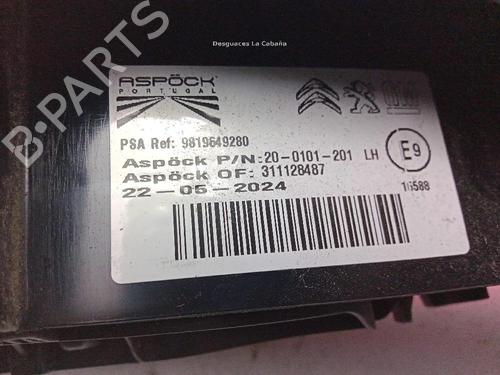 Desguaces La Cabaña
ASPÖCK
PORTUGAL
PSA Ref: 9819649280
Aspöck P/N:20-0101-201 LH
E9
Aspöck OF: 311128487
22-05-2024
16588
B-PARTS